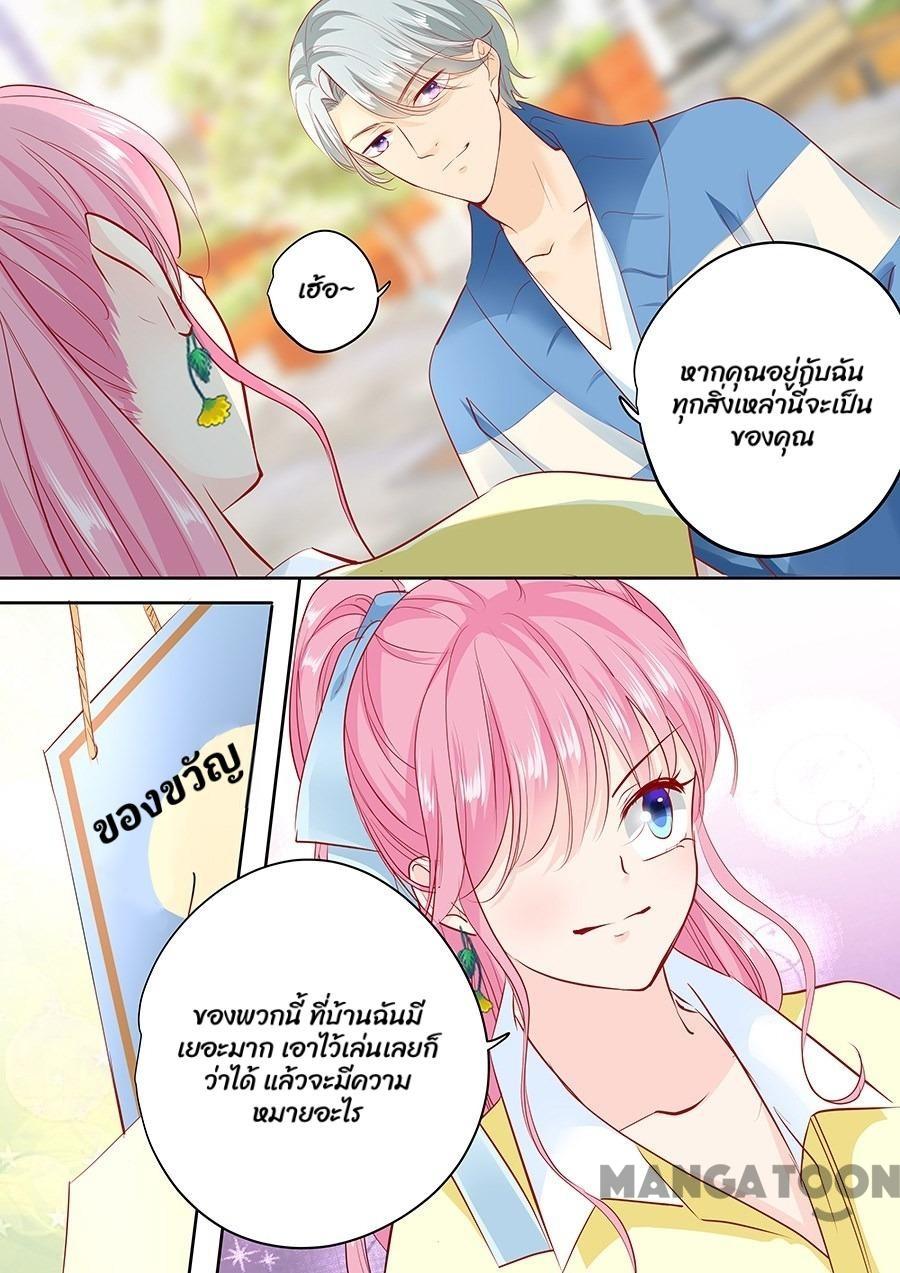 เฮ้อ~
หากคุณอยู่กับฉัน
ทุกสิ่งเหล่านี้จะเป็น
ของคุณ
ของขวัญ
ของพวกนี้ ที่บ้านฉันมี
เยอะมาก เอาไว้เล่นเลยก็
ว่าได้ แล้วจะมีความ
หมายอะไร
MANGATOON